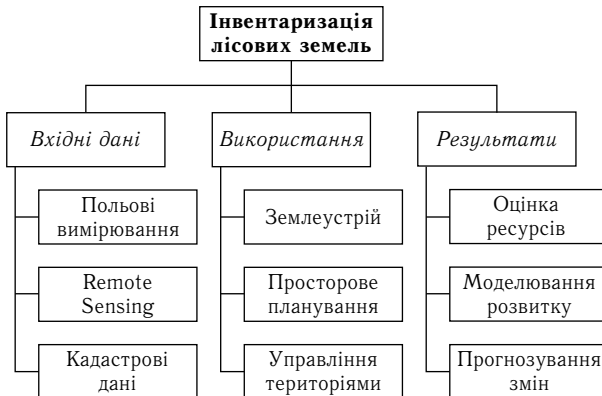 Інвентаризація
лісових земель
Вхідні дані
Використання
Результати
Польові
вимірювання
Землеустрій
Оцінка
ресурсів
Remote
Sensing
Просторове
планування
Моделювання
розвитку
Кадастрові
дані
Управління
територіями
Прогнозування
змін